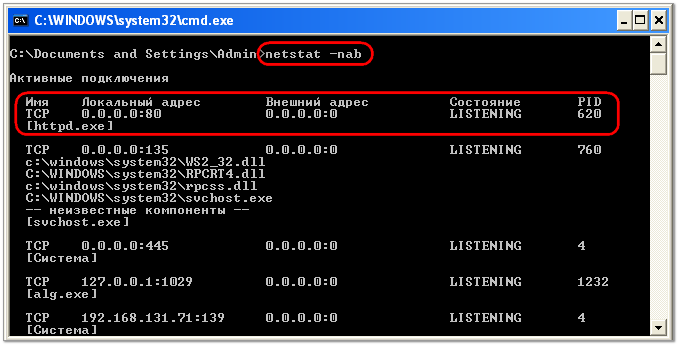 C:\WINDOWS\system32\cmd.exe
C:\Documents and Settings\Admin>netstat -nab
Активные подключения
Имя Локальный адрес Внешний адрес Состояние PID
TCP 0.0.0.0:80 0.0.0.0:0 LISTENING 620
[httpd.exe]
TCP 0.0.0.0:135 0.0.0.0:0 LISTENING 760
c:\windows\system32\WS2_32.dll
C:\WINDOWS\system32\RPCRT4.dll
c:\windows\system32\rpcss.dll
C:\WINDOWS\system32\svchost.exe
-- неизвестные компоненты --
[svchost.exe]
TCP 0.0.0.0:445 0.0.0.0:0 LISTENING 4
[Система]
TCP 127.0.0.1:1029 0.0.0.0:0 LISTENING 1232
[alg.exe]
TCP 192.168.131.71:139 0.0.0.0:0 LISTENING 4
[Система]